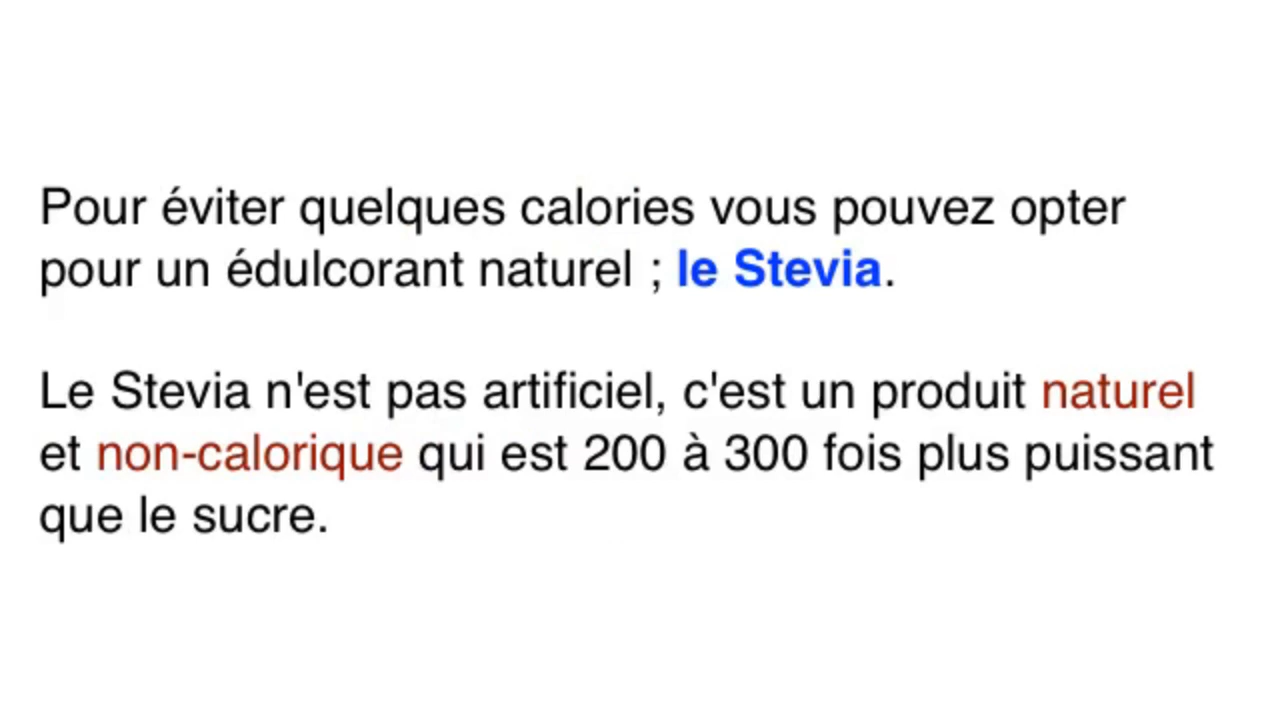 Pour éviter quelques calories vous pouvez opter
pour un édulcorant naturel ; le Stevia.
Le Stevia n'est pas artificiel, c'est un produit naturel
et non-calorique qui est 200 à 300 fois plus puissant
que le sucre.